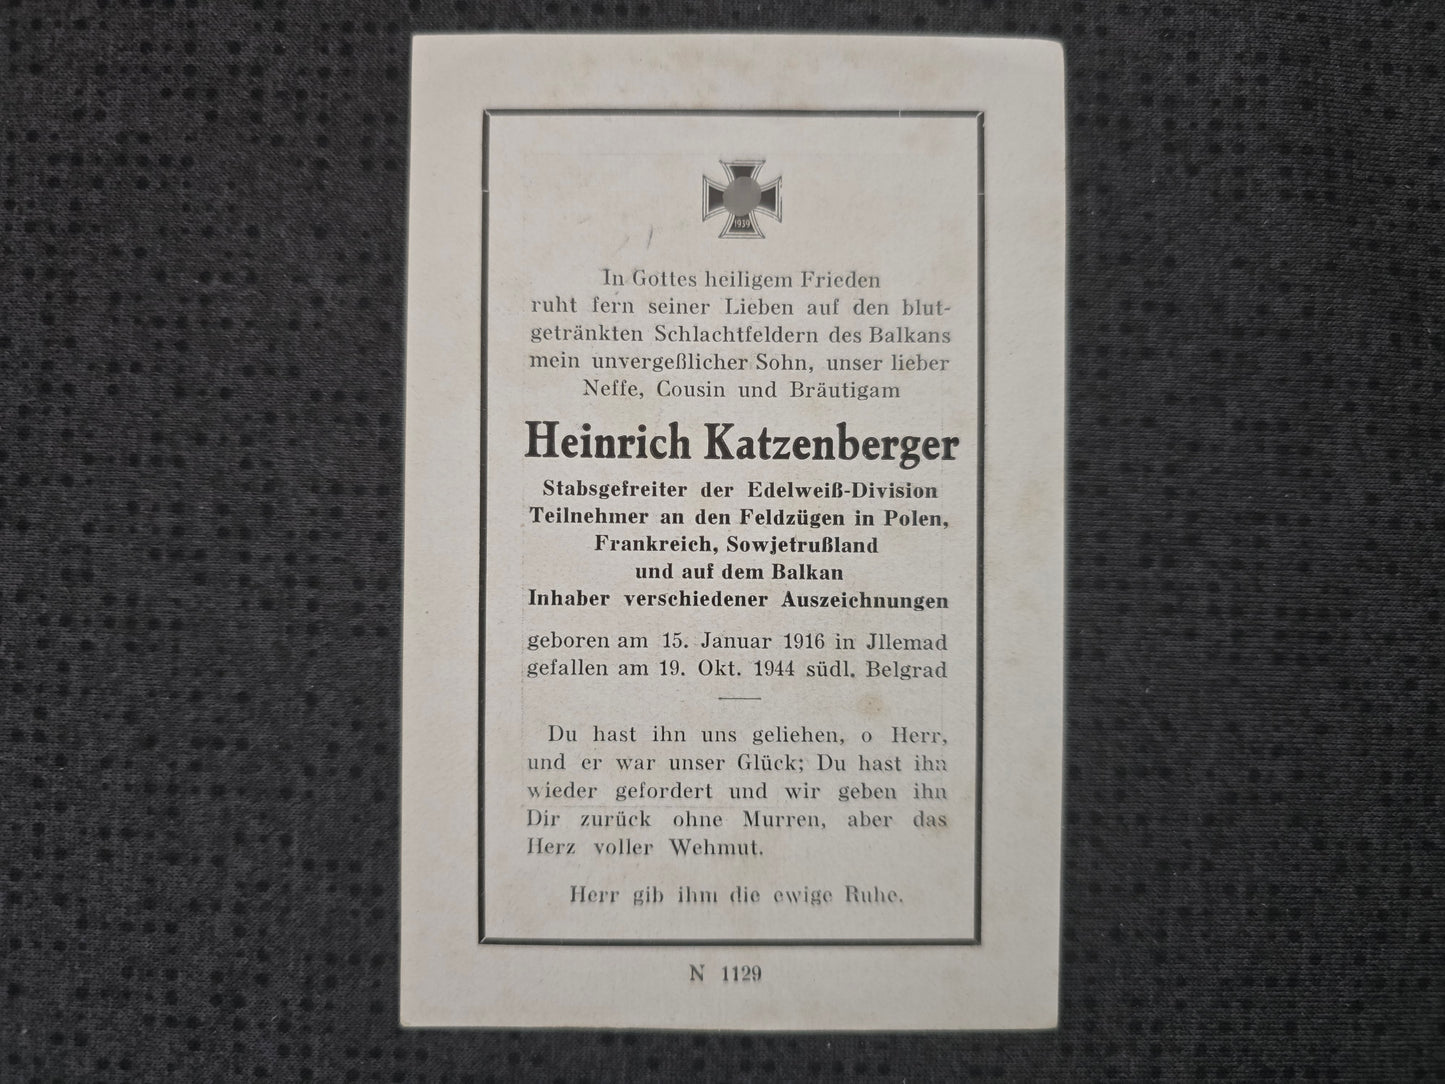 1939
In Gottes heiligem Frieden
ruht fern seiner Lieben auf den blut-
getränkten Schlachtfeldern des Balkans
mein unvergeßlicher Sohn, unser lieber
Neffe, Cousin und Bräutigam
Heinrich Katzenberger
Stabsgefreiter der Edelweiß-Division
Teilnehmer an den Feldzügen in Polen,
Frankreich, Sowjetrußland
und auf dem Balkan
Inhaber verschiedener Auszeichnungen
geboren am 15. Januar 1916 in Jllemad
gefallen am 19. Okt. 1944 südl. Belgrad
Du hast ihn uns geliehen, o Herr,
und er war unser Glück; Du hast ihn
wieder gefordert und wir geben ihn
Dir zurück ohne Murren, aber das
Herz voller Wehmut.
Herr gib ihm die ewige Ruhe.
N 1129